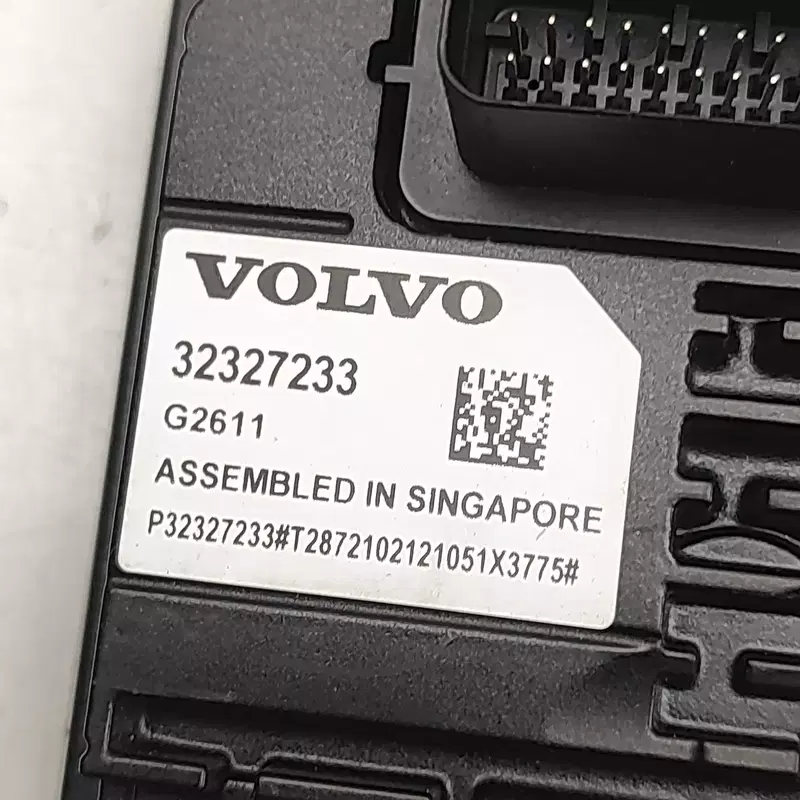 VOLVO
32327233
G2611
ASSEMBLED IN SINGAPORE
P32327233#T2872102121051X3775#